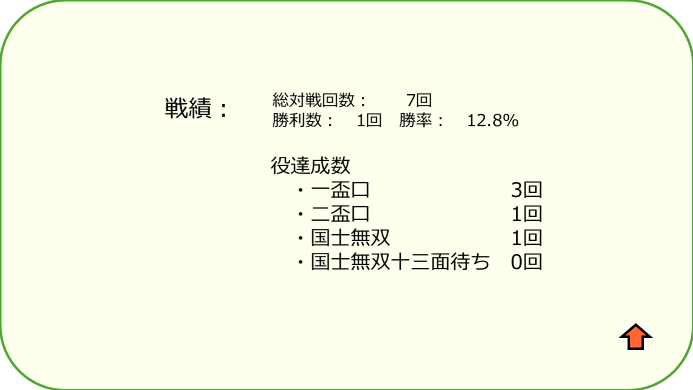 戦績：
総対戦回数：　7回
勝利数：　1回　勝率：　12.8%
役達成数
・一盃口　3回
・二盃口　1回
・国士無双　1回
・国士無双十三面待ち　0回